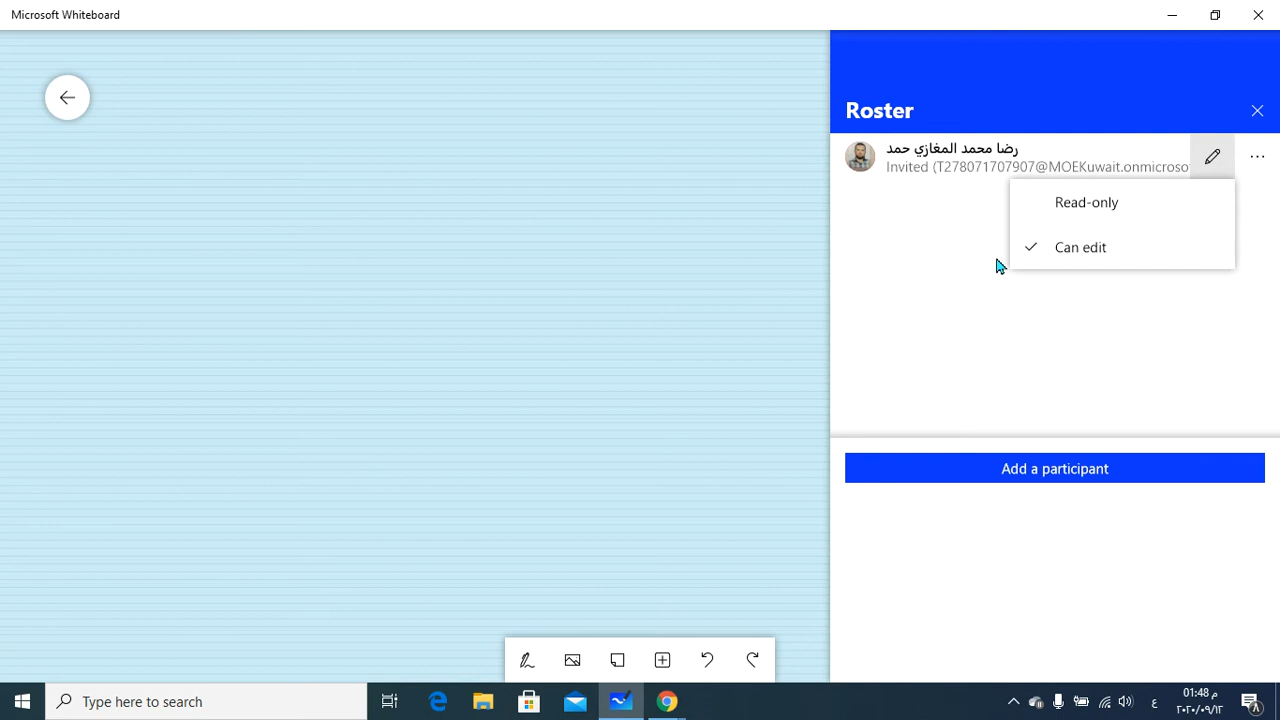 Microsoft Whiteboard
Roster
رضا محمد المغازي حمد
Invited (T278071707907@MOEKuwait.onmicroso
Read-only
Can edit
Add a participant
Type here to search
ع
01:48 م
٢٠٢٠/٠٩/١٢
٨